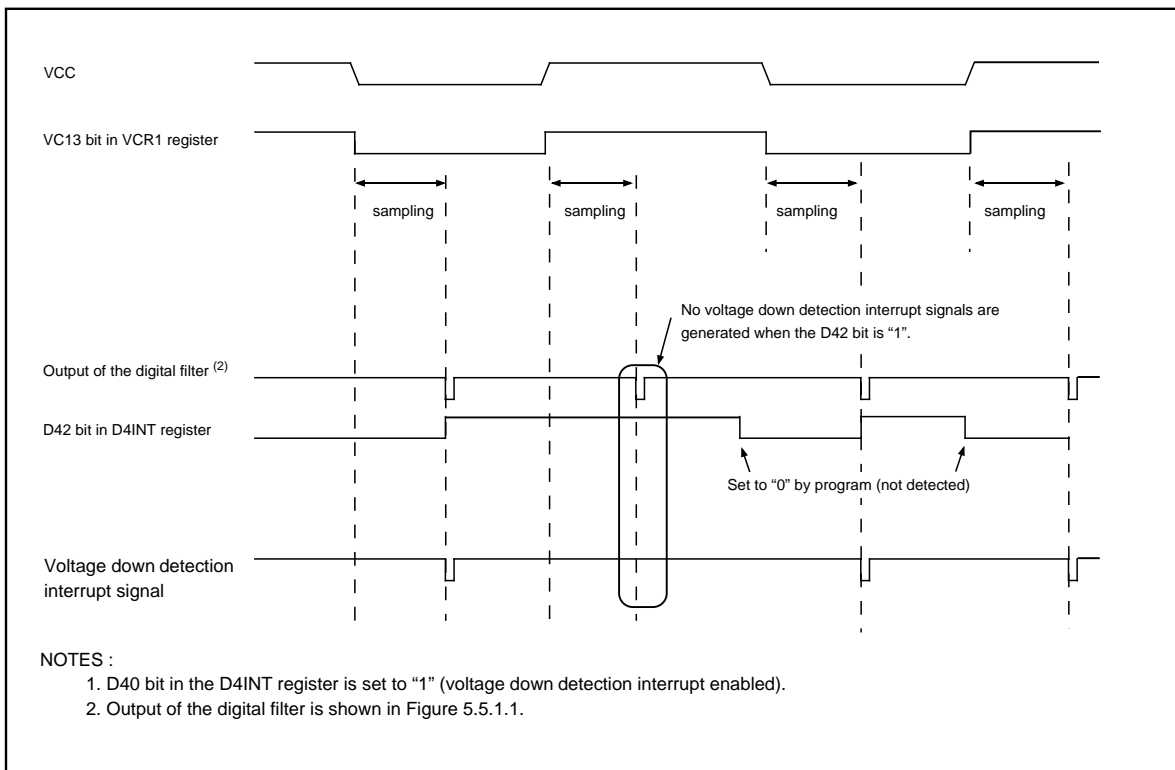 VCC
VC13 bit in VCR1 register
sampling
sampling
sampling
sampling
No voltage down detection interrupt signals are
generated when the D42 bit is “1”.
Output of the digital filter (2)
D42 bit in D4INT register
Set to “0” by program (not detected)
Voltage down detection
interrupt signal
NOTES :
1. D40 bit in the D4INT register is set to “1” (voltage down detection interrupt enabled).
2. Output of the digital filter is shown in Figure 5.5.1.1.